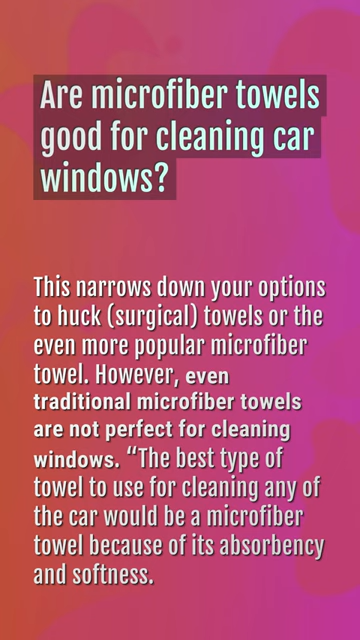 Are microfiber towels
good for cleaning car
windows?
This narrows down your options
to huck (surgical) towels or the
even more popular microfiber
towel. However, even
traditional microfiber towels
are not perfect for cleaning
windows. “The best type of
towel to use for cleaning any of
the car would be a microfiber
towel because of its absorbency
and softness.